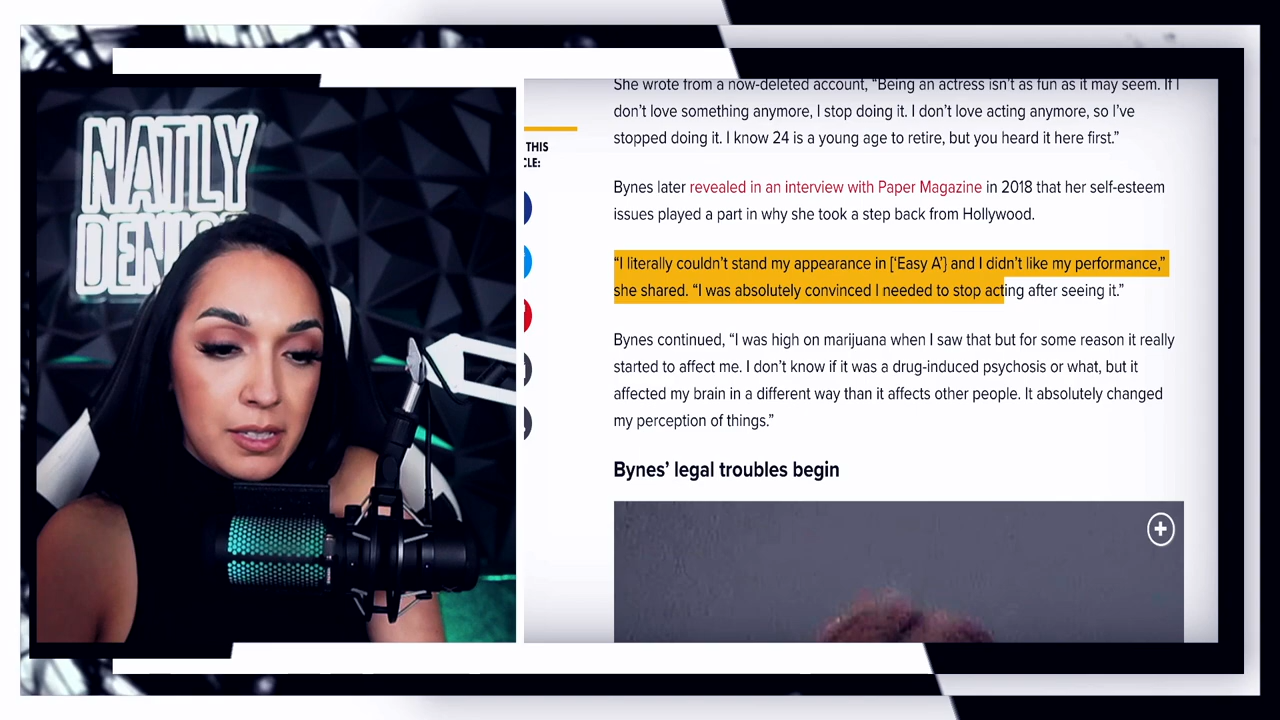 NATLY
DENISE
THIS
CLE:
She wrote from a now-deleted account, “Being an actress isn’t as fun as it may seem. If I
don’t love something anymore, I stop doing it. I don’t love acting anymore, so I’ve
stopped doing it. I know 24 is a young age to retire, but you heard it here first.”
Bynes later revealed in an interview with Paper Magazine in 2018 that her self-esteem
issues played a part in why she took a step back from Hollywood.
“I literally couldn’t stand my appearance in [‘Easy A’} and I didn’t like my performance,”
she shared. “I was absolutely convinced I needed to stop acting after seeing it.”
Bynes continued, “I was high on marijuana when I saw that but for some reason it really
started to affect me. I don’t know if it was a drug-induced psychosis or what, but it
affected my brain in a different way than it affects other people. It absolutely changed
my perception of things.”
Bynes’ legal troubles begin